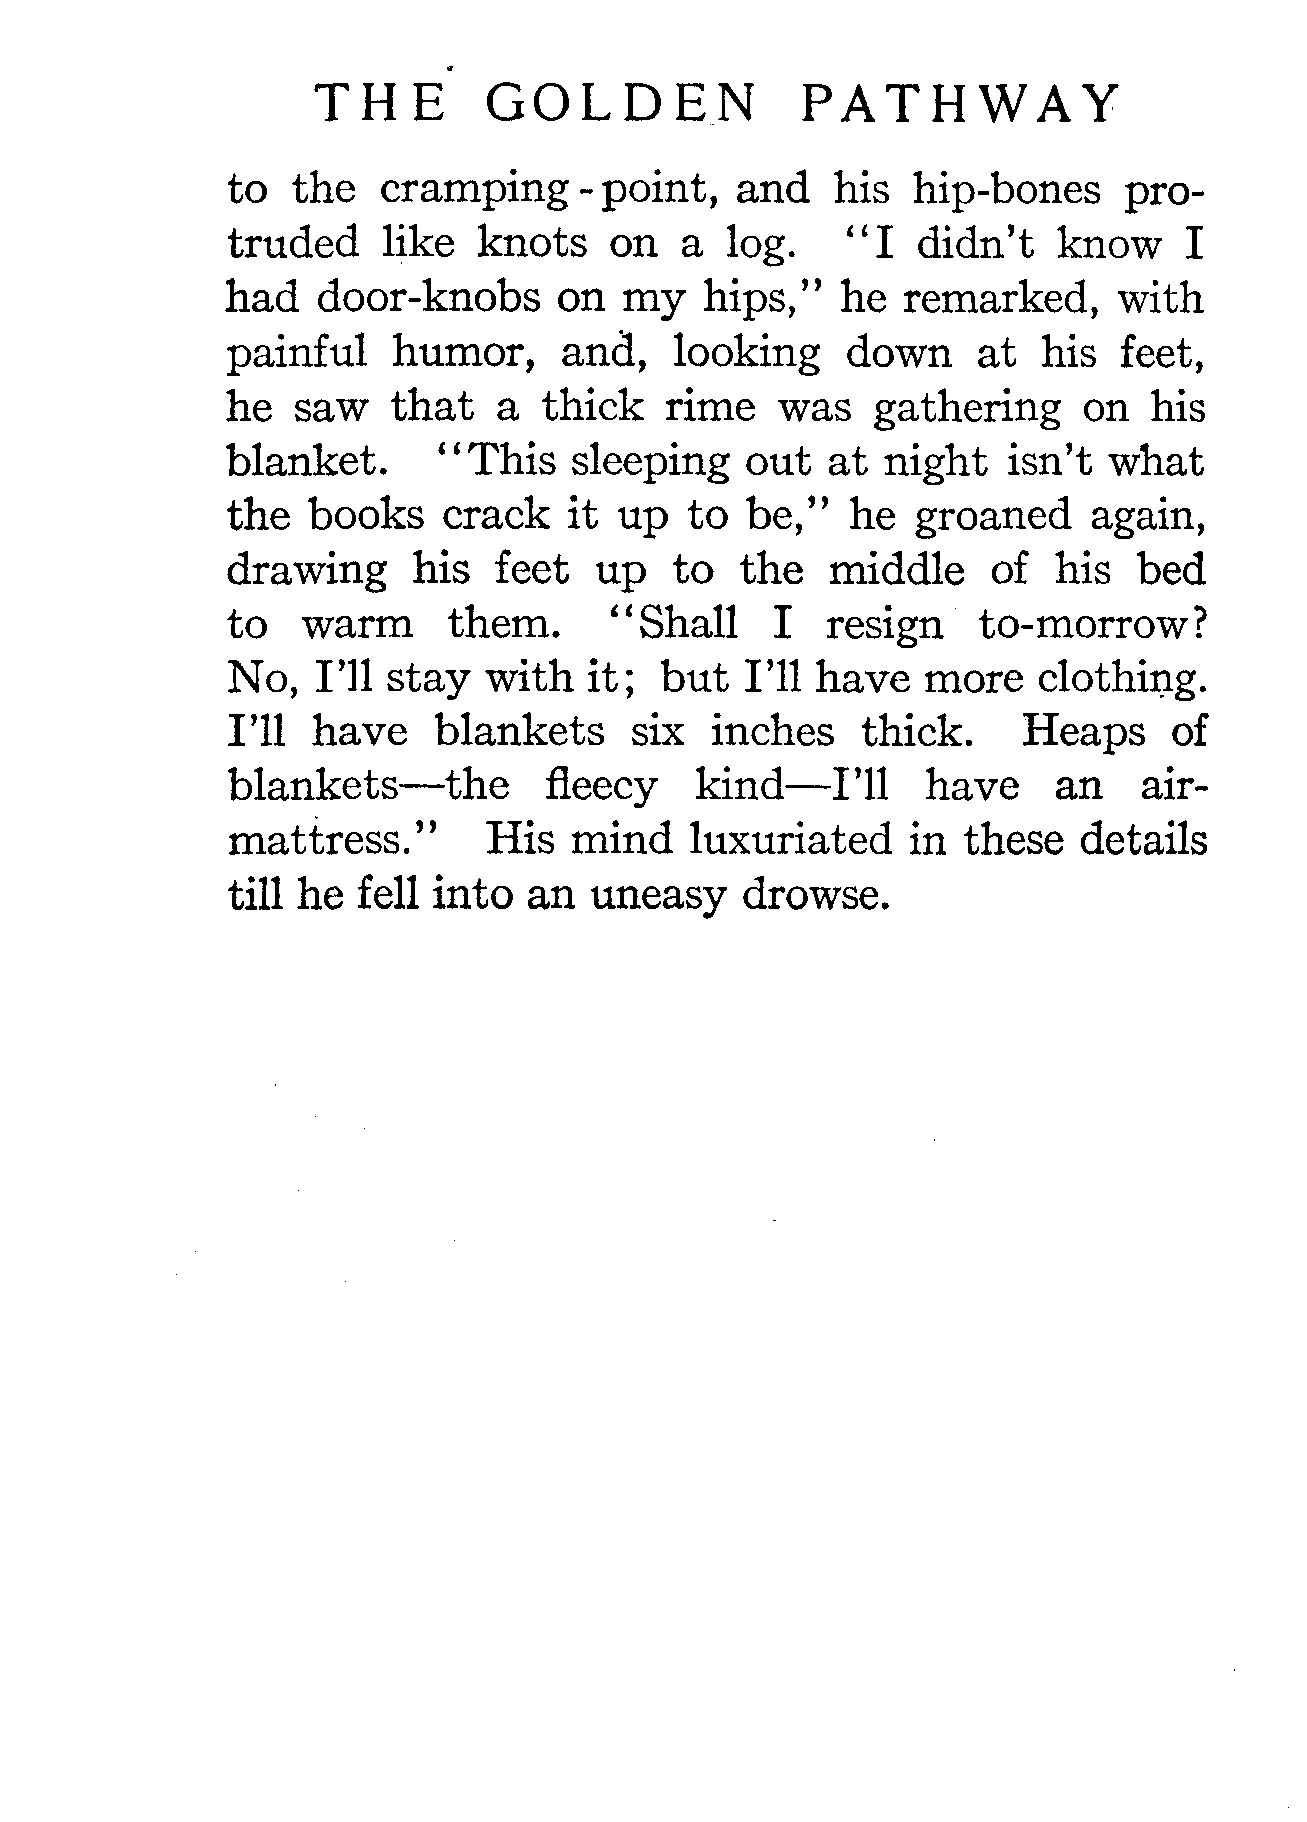 THE GOLDEN PATHWAY
to the cramping-point, and his hip-bones pro-
truded like knots on a log. "I didn't know I
had door-knobs on my hips," he remarked, with
painful humor, and, looking down at his feet,
he saw that a thick rime was gathering on his
blanket. "This sleeping out at night isn't what
the books crack it up to be," he groaned again,
drawing his feet up to the middle of his bed
to warm them. "Shall I resign to-morrow?
No, I'll stay with it; but I'll have more clothing.
I'll have blankets six inches thick. Heaps of
blankets—the fleecy kind—I'll have an air-
mattress." His mind luxuriated in these details
till he fell into an uneasy drowse.